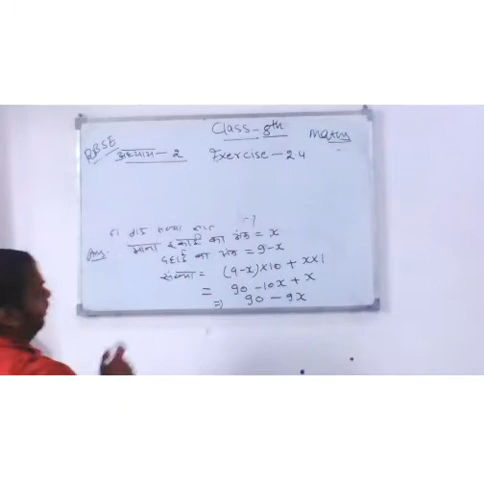 Class - 8th
RBSE Maths
अध्याय - 2 Exercise - 2.4
Ans. माना इकाई का अंक = x
दहाई का अंक = 9-x
संख्या = (9-x)×10 + x×1
= 90 - 10x + x
⇒ 90 - 9x